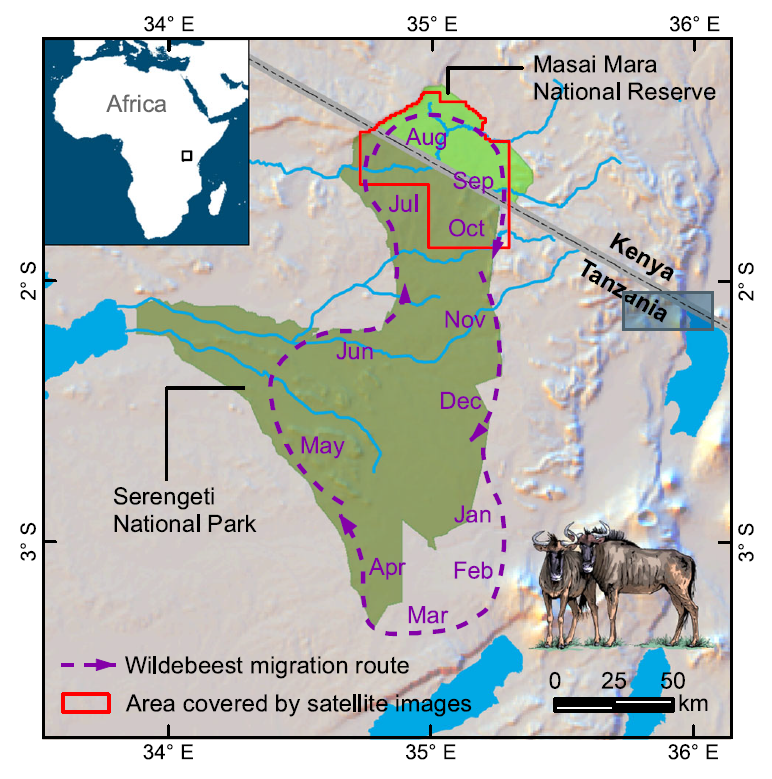 34° E
35° E
36° E
Africa
Masai Mara
National Reserve
Aug
Sep
Jul
Oct
Kenya
Tanzania
2° S
2° S
Nov
Jun
Dec
May
Serengeti
National Park
Jan
3° S
3° S
Apr
Feb
Mar
Wildebeest migration route
Area covered by satellite images
0 25 50
km
34° E
35° E
36° E